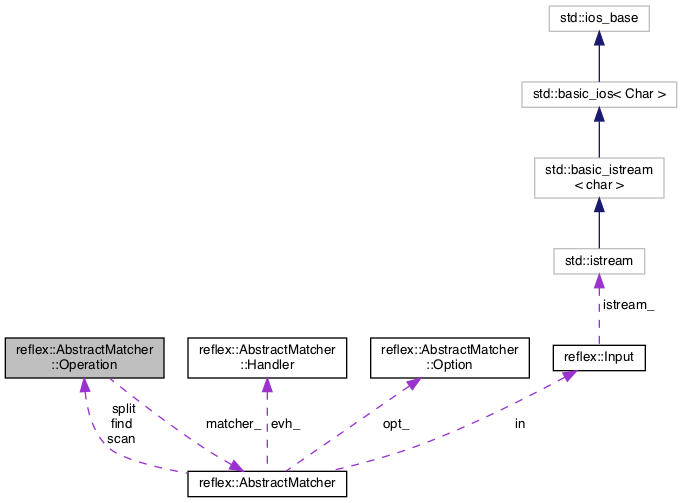 std::ios_base
std::basic_ios< Char >
std::basic_istream
< char >
std::istream
istream_
reflex::AbstractMatcher
::Operation
reflex::AbstractMatcher
::Handler
reflex::AbstractMatcher
::Option
reflex::Input
split
find
scan
matcher_
evh_
opt_
in
reflex::AbstractMatcher